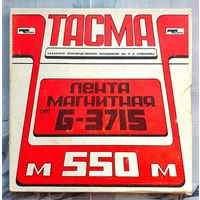 ТАСМА
КАЗАНСКОЕ ПРОИЗВОДСТВЕННОЕ ОБЪЕДИНЕНИЕ ИМ. В. В. КУЙБЫШЕВА
ЛЕНТА
МАГНИТНАЯ
ТИП Б-3715
М 550 М